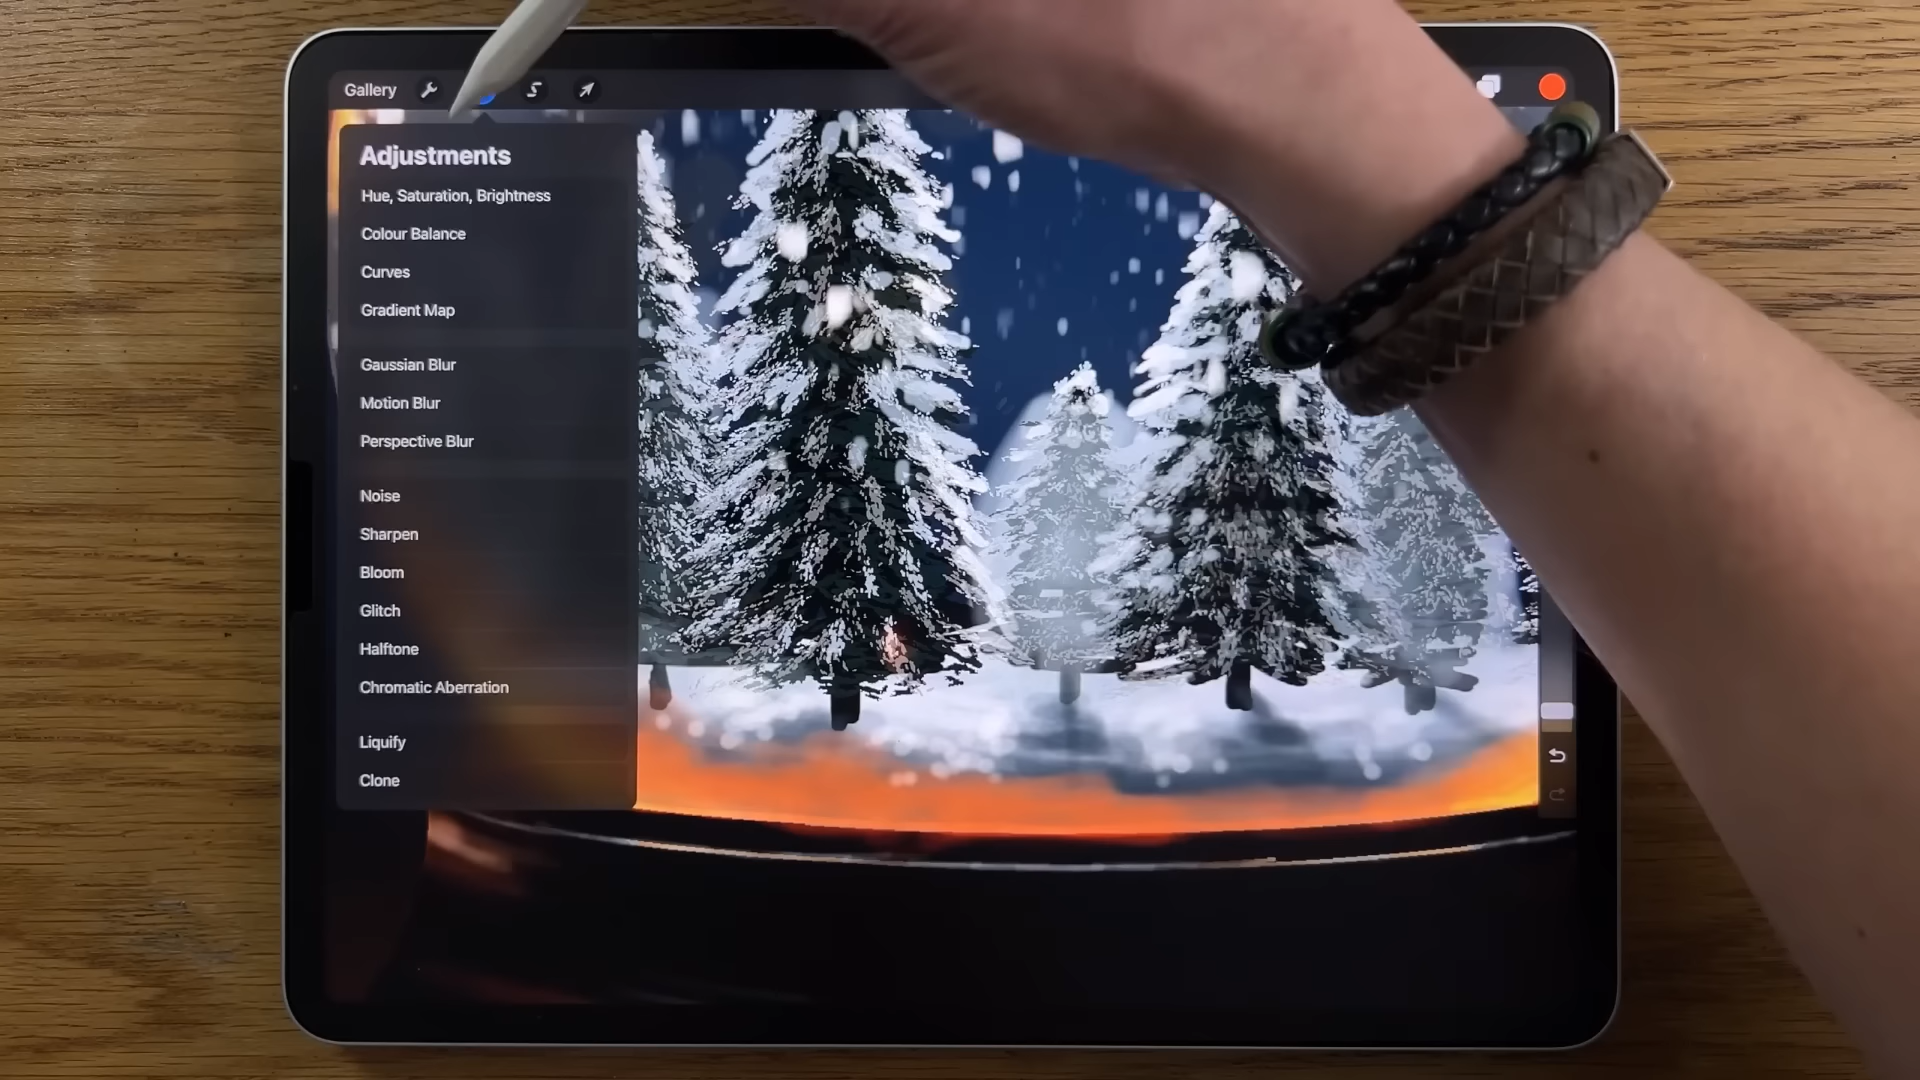 Gallery
Adjustments
Hue, Saturation, Brightness
Colour Balance
Curves
Gradient Map
Gaussian Blur
Motion Blur
Perspective Blur
Noise
Sharpen
Bloom
Glitch
Halftone
Chromatic Aberration
Liquify
Clone